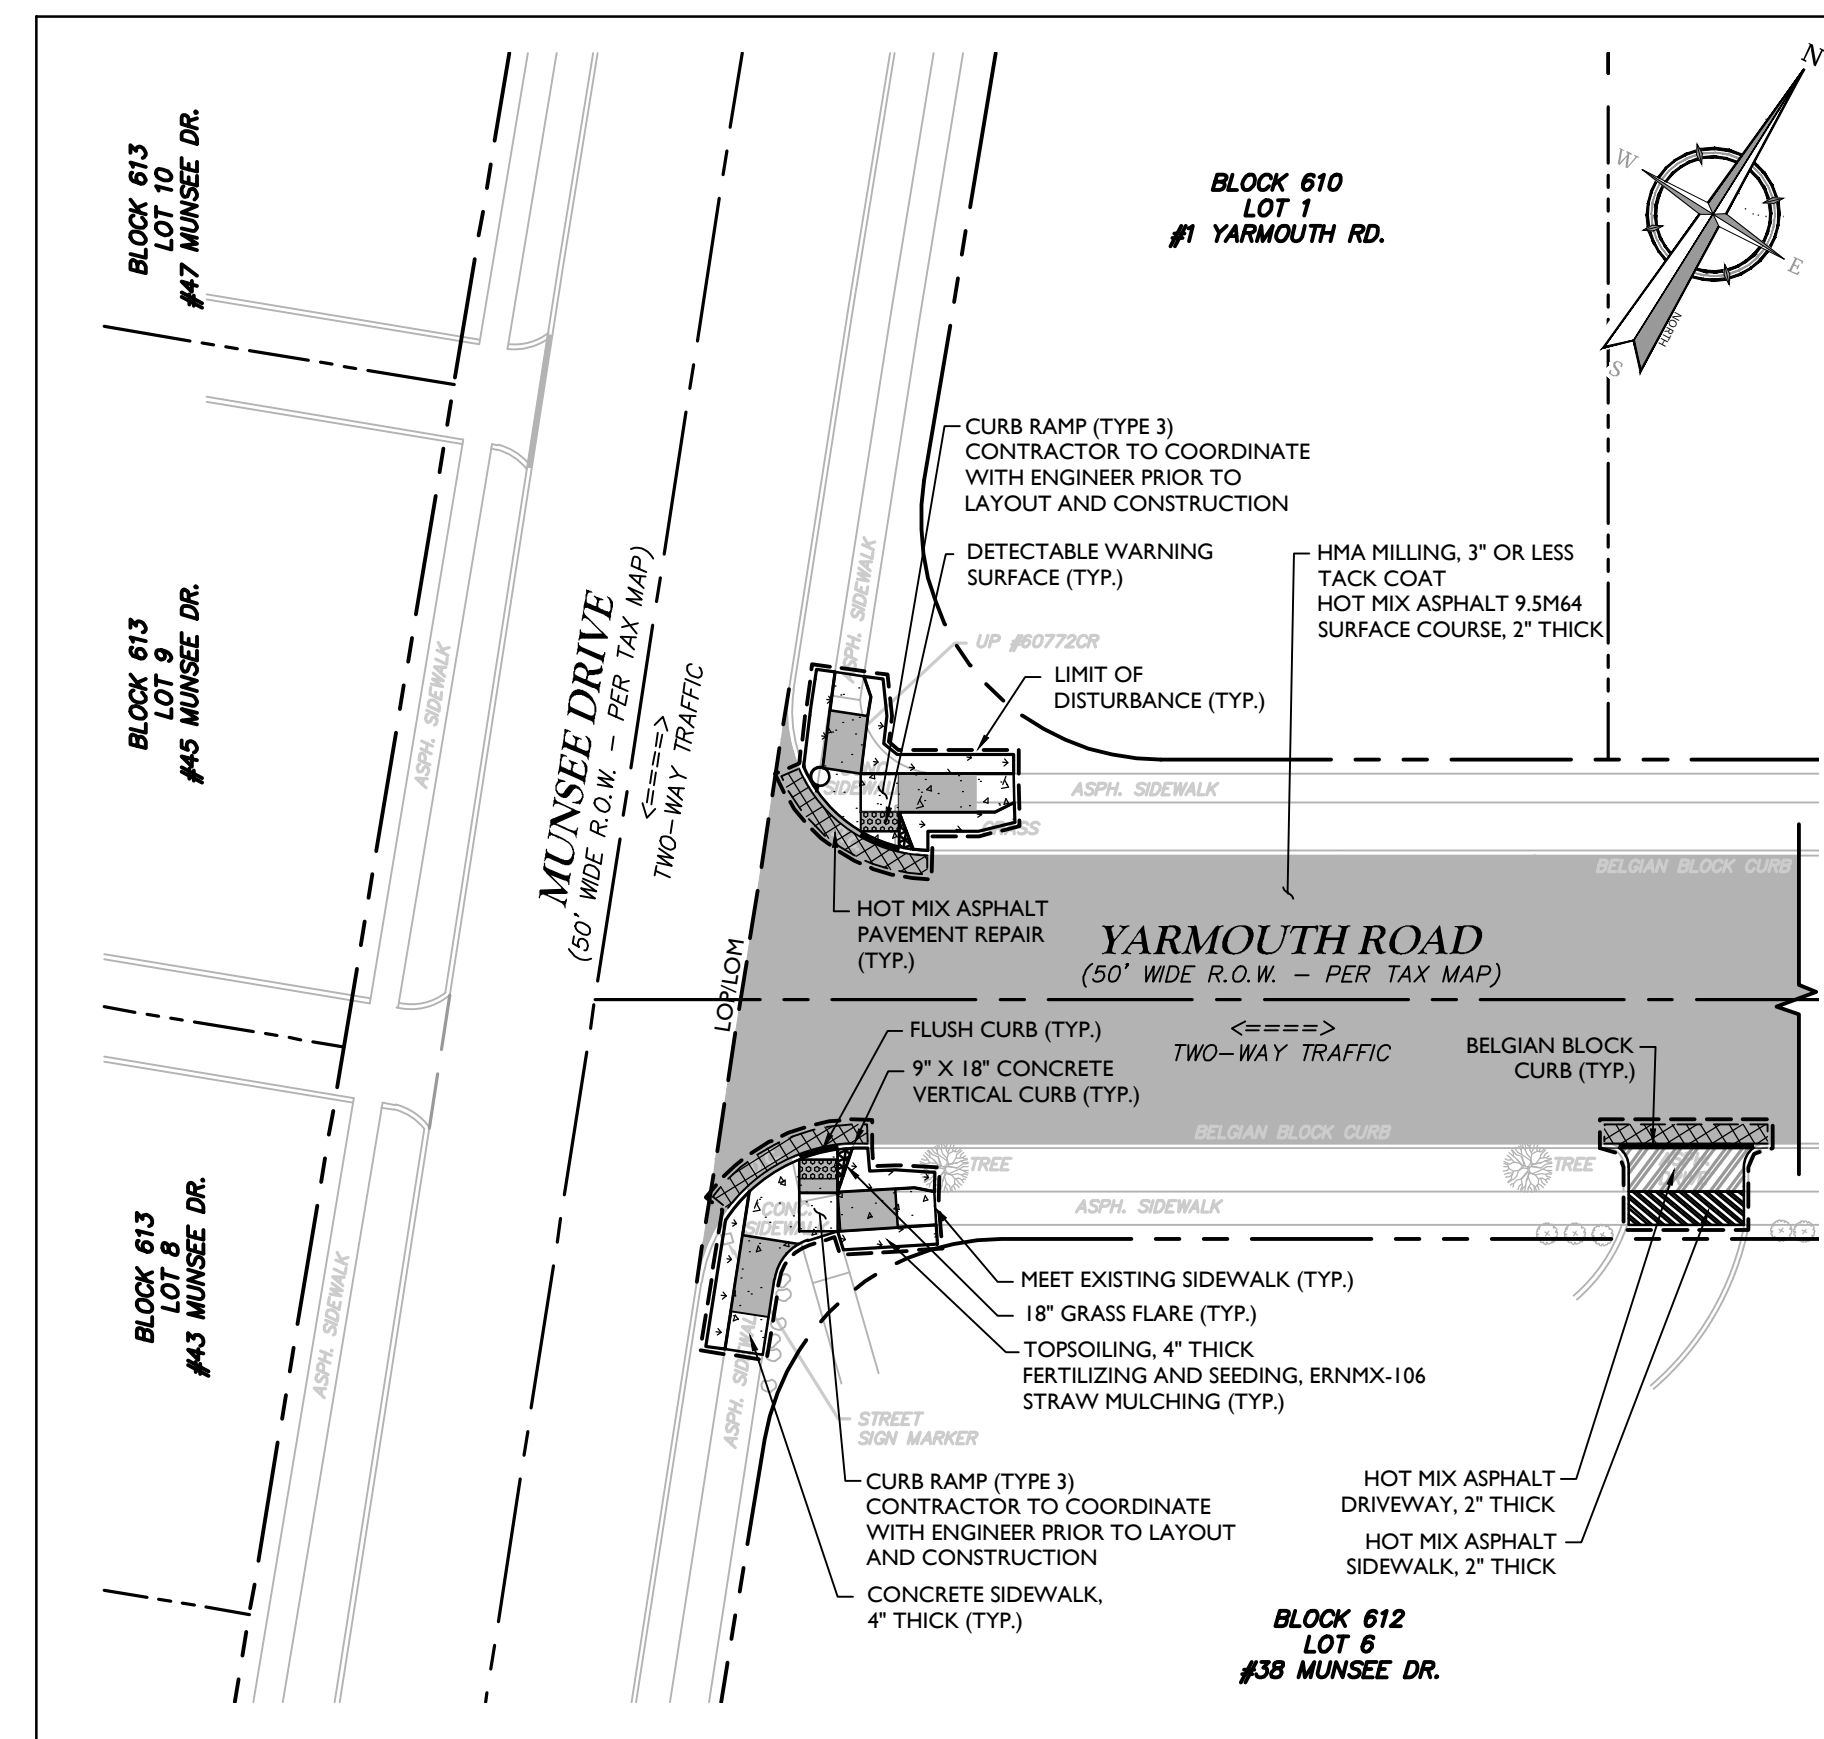 N
W
E
S
NORTH
BLOCK 613
LOT 10
#47 MUNSEE DR.
BLOCK 610
LOT 1
#1 YARMOUTH RD.
CURB RAMP (TYPE 3)
CONTRACTOR TO COORDINATE
WITH ENGINEER PRIOR TO
LAYOUT AND CONSTRUCTION
DETECTABLE WARNING
SURFACE (TYP.)
HMA MILLING, 3" OR LESS
TACK COAT
HOT MIX ASPHALT 9.5M64
SURFACE COURSE, 2" THICK
ASPH. SIDEWALK
UP #60772CR
LIMIT OF
DISTURBANCE (TYP.)
BLOCK 613
LOT 9
#45 MUNSEE DR.
ASPH. SIDEWALK
MUNSEE DRIVE
(50' WIDE R.O.W. – PER TAX MAP)
<====>
TWO–WAY TRAFFIC
SIDEWALK
ASPH. SIDEWALK
GRASS
BELGIAN BLOCK CURB
HOT MIX ASPHALT
PAVEMENT REPAIR
(TYP.)
YARMOUTH ROAD
(50' WIDE R.O.W. – PER TAX MAP)
LOP/LOM
FLUSH CURB (TYP.)
<====>
TWO–WAY TRAFFIC
9" X 18" CONCRETE
VERTICAL CURB (TYP.)
BELGIAN BLOCK
CURB (TYP.)
BELGIAN BLOCK CURB
TREE
TREE
CONC.
SIDEWALK
ASPH. SIDEWALK
BLOCK 613
LOT 8
#43 MUNSEE DR.
ASPH. SIDEWALK
ASPH. SIDEWALK
MEET EXISTING SIDEWALK (TYP.)
18" GRASS FLARE (TYP.)
TOPSOILING, 4" THICK
FERTILIZING AND SEEDING, ERNMX-106
STRAW MULCHING (TYP.)
STREET
SIGN MARKER
CURB RAMP (TYPE 3)
CONTRACTOR TO COORDINATE
WITH ENGINEER PRIOR TO LAYOUT
AND CONSTRUCTION
CONCRETE SIDEWALK,
4" THICK (TYP.)
HOT MIX ASPHALT
DRIVEWAY, 2" THICK
HOT MIX ASPHALT
SIDEWALK, 2" THICK
BLOCK 612
LOT 6
#38 MUNSEE DR.